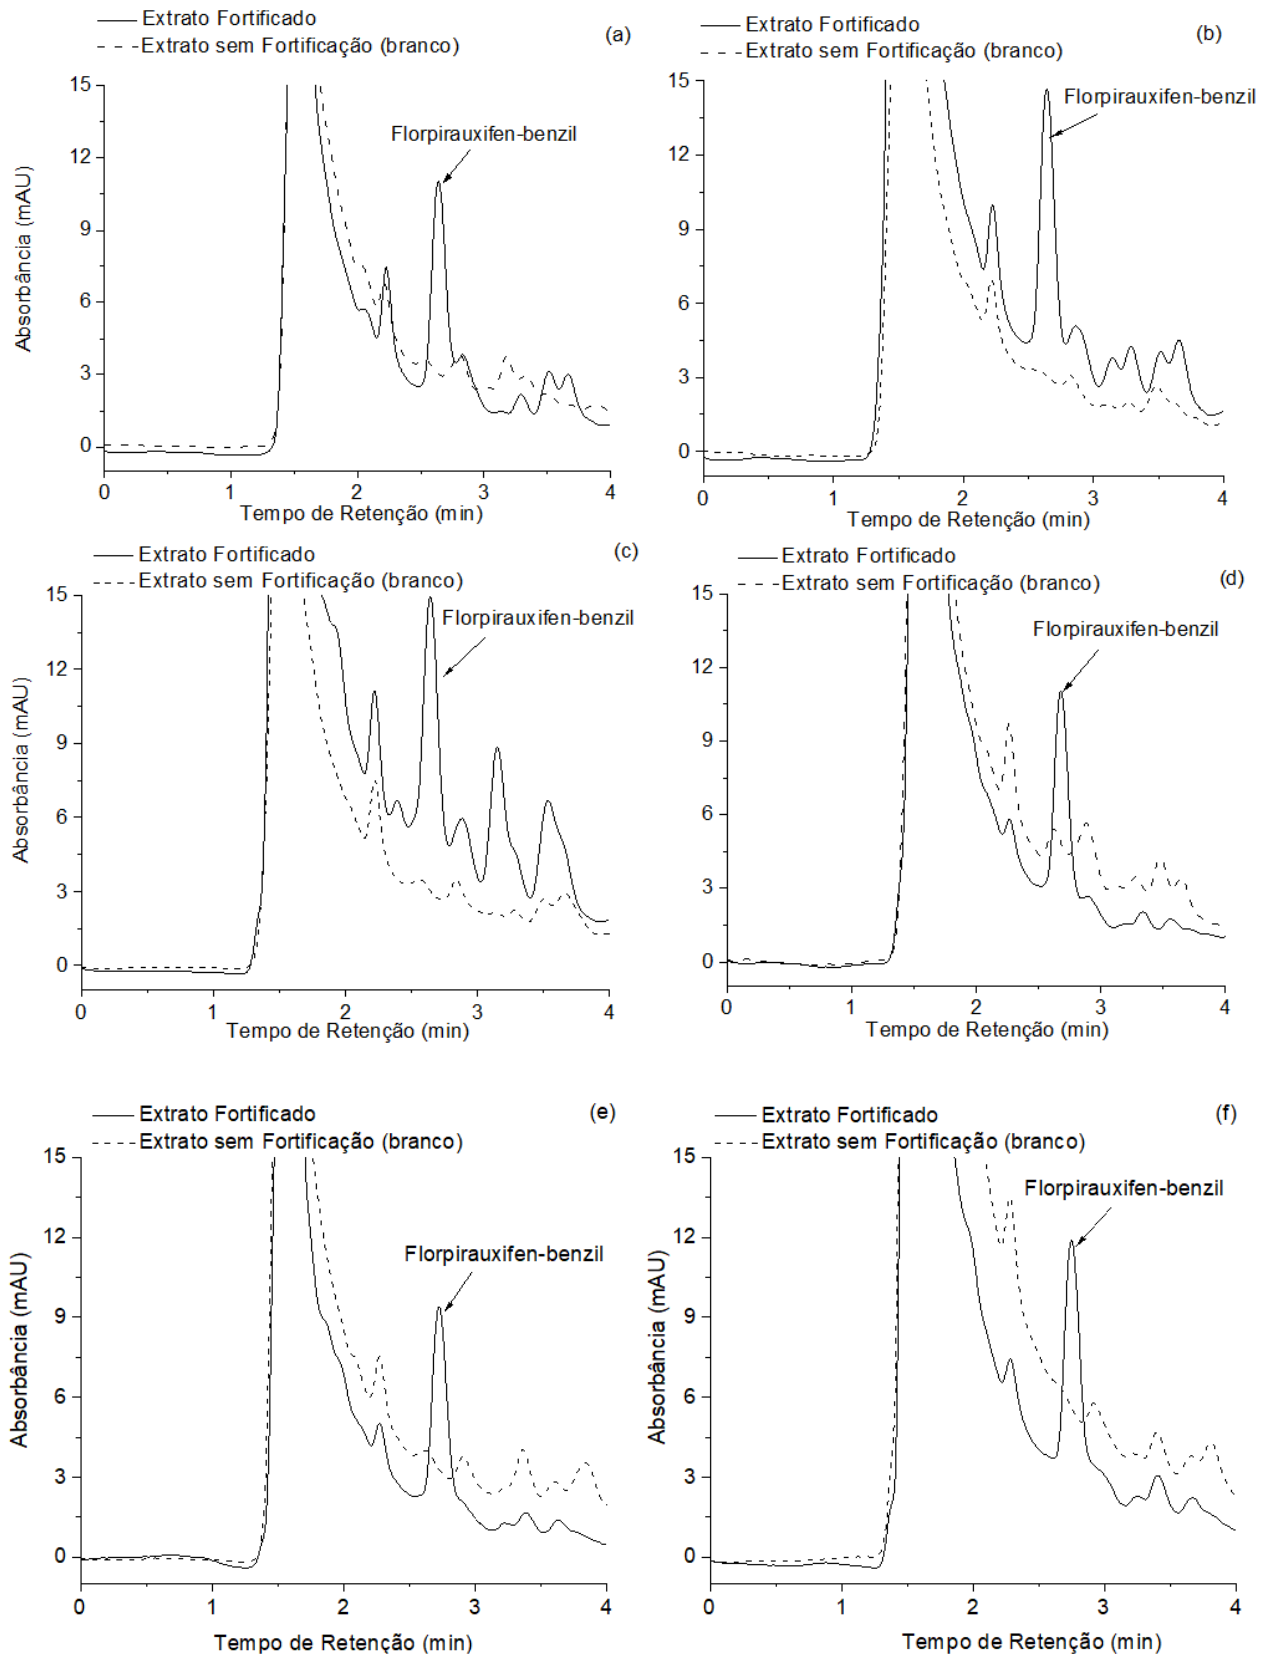 Extrato Fortificado
Extrato sem Fortificação (branco)
(a)
Florpirauxifen-benzil
Absorbância (mAU)
15
12
9
6
3
0
0 1 2 3 4
Tempo de Retenção (min)
Extrato Fortificado
Extrato sem Fortificação (branco)
(b)
Florpirauxifen-benzil
15
12
9
6
3
0
0 1 2 3 4
Tempo de Retenção (min)
Extrato Fortificado
Extrato sem Fortificação (branco)
(c)
Florpirauxifen-benzil
Absorbância (mAU)
15
12
9
6
3
0
0 1 2 3 4
Tempo de Retenção (min)
Extrato Fortificado
Extrato sem Fortificação (branco)
(d)
Florpirauxifen-benzil
Absorbância (mAU)
15
12
9
6
3
0
0 1 2 3 4
Tempo de Retenção (min)
Extrato Fortificado
Extrato sem Fortificação (branco)
(e)
Florpirauxifen-benzil
Absorbância (mAU)
15
12
9
6
3
0
0 1 2 3 4
Tempo de Retenção (min)
Extrato Fortificado
Extrato sem Fortificação (branco)
(f)
Florpirauxifen-benzil
Absorbância (mAU)
15
12
9
6
3
0
0 1 2 3 4
Tempo de Retenção (min)